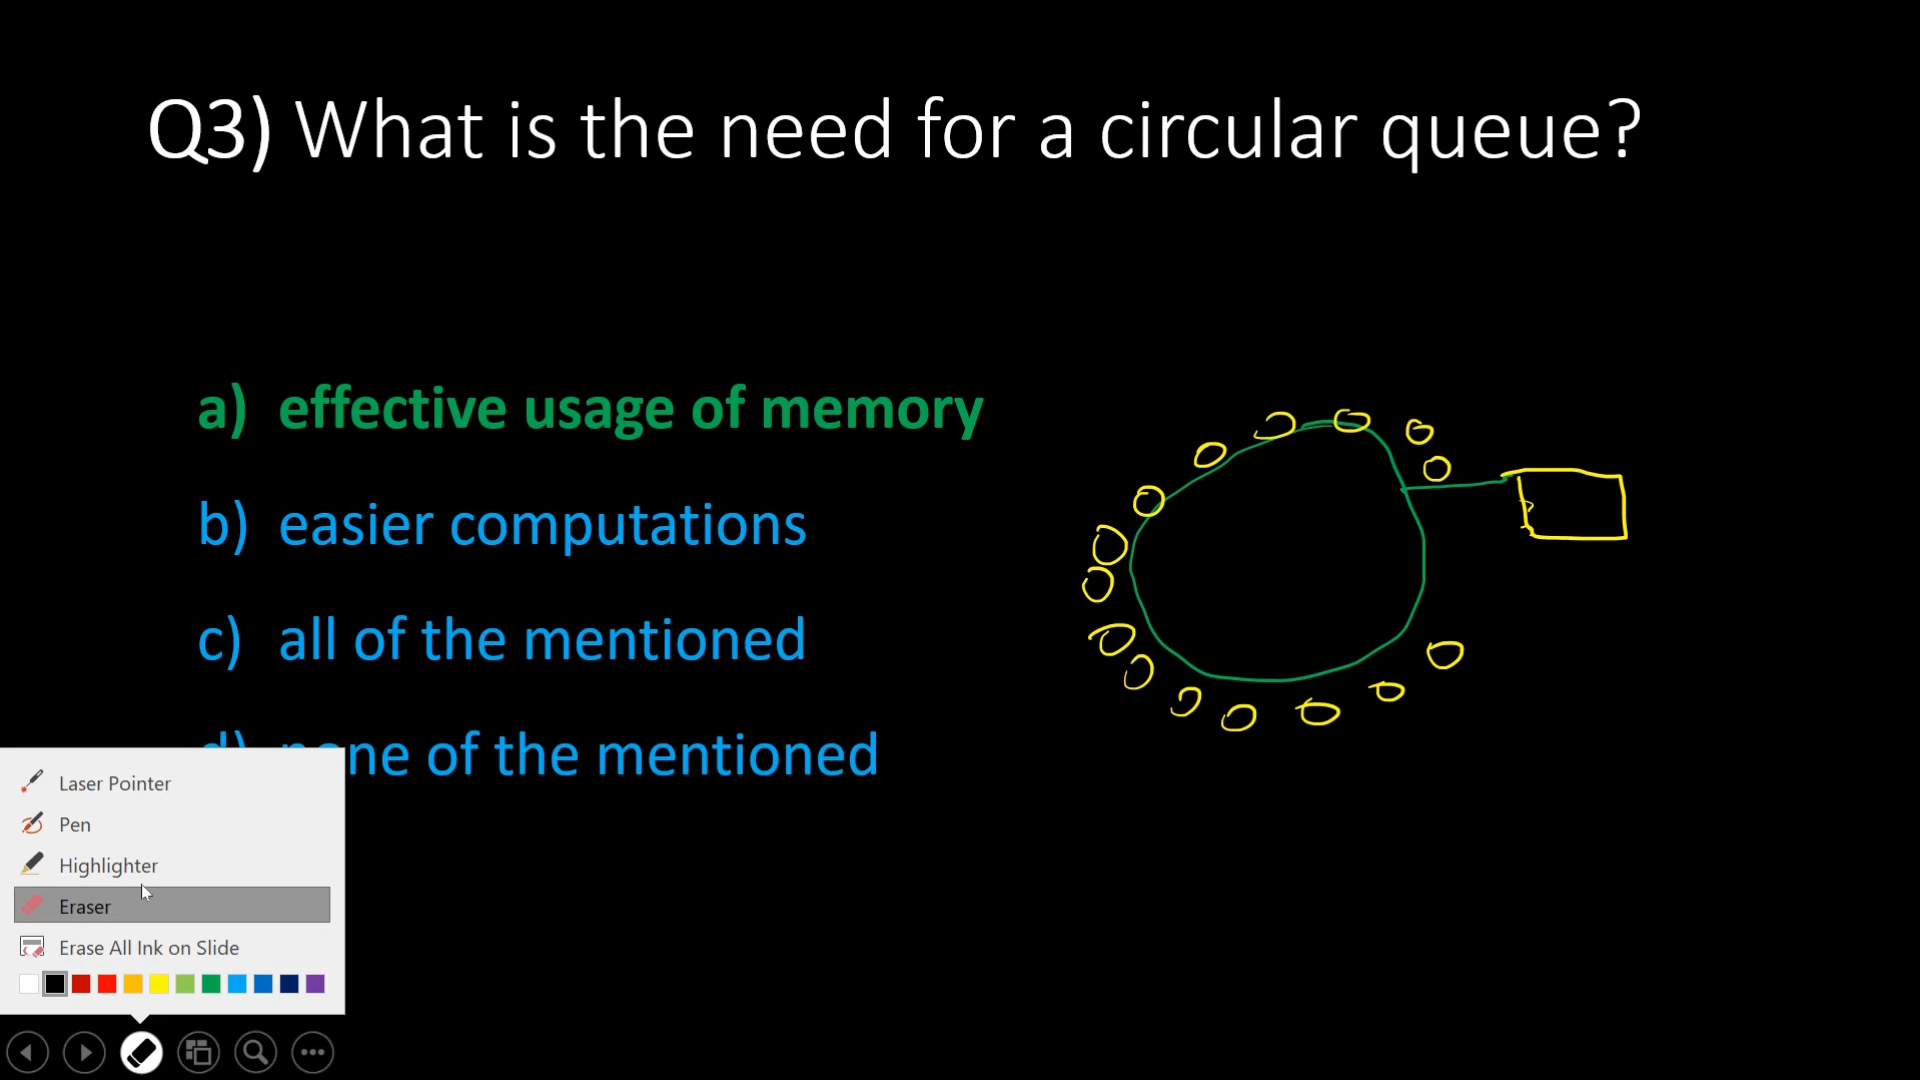 Q3) What is the need for a circular queue?
a) effective usage of memory
b) easier computations
c) all of the mentioned
d) none of the mentioned
Laser Pointer
Pen
Highlighter
Eraser
Erase All Ink on Slide